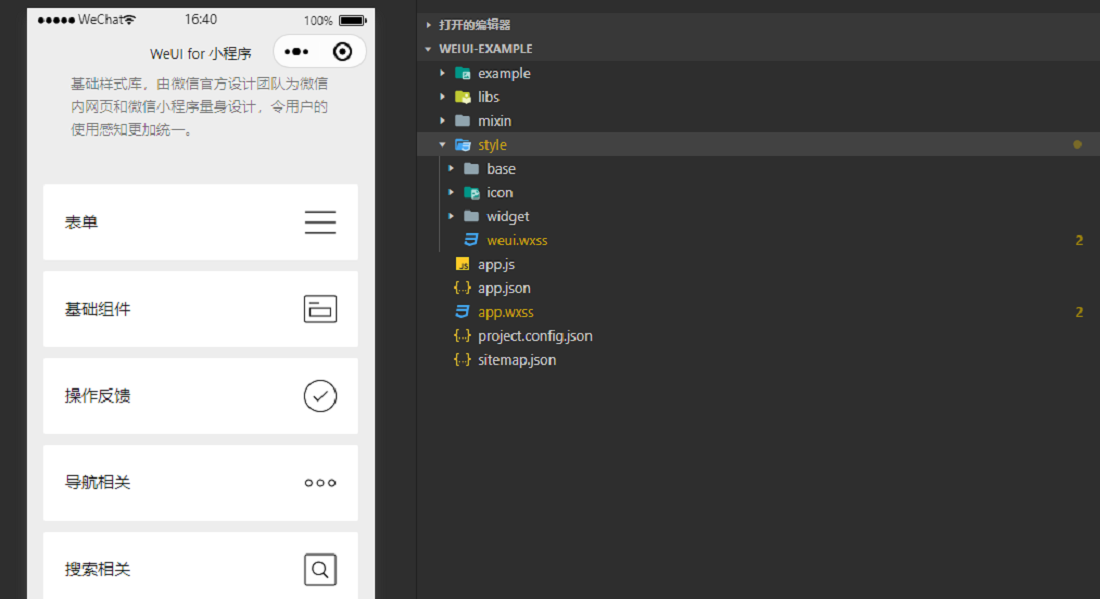 WeChat 16:40 100%
WeUI for 小程序
基础样式库，由微信官方设计团队为微信
内网页和微信小程序量身设计，令用户的
使用感知更加统一。
表单
基础组件
操作反馈
导航相关
搜索相关
打开的编辑器
WEIUI-EXAMPLE
example
libs
mixin
style
base
icon
widget
weui.wxss 2
app.js
app.json
app.wxss 2
project.config.json
sitemap.json